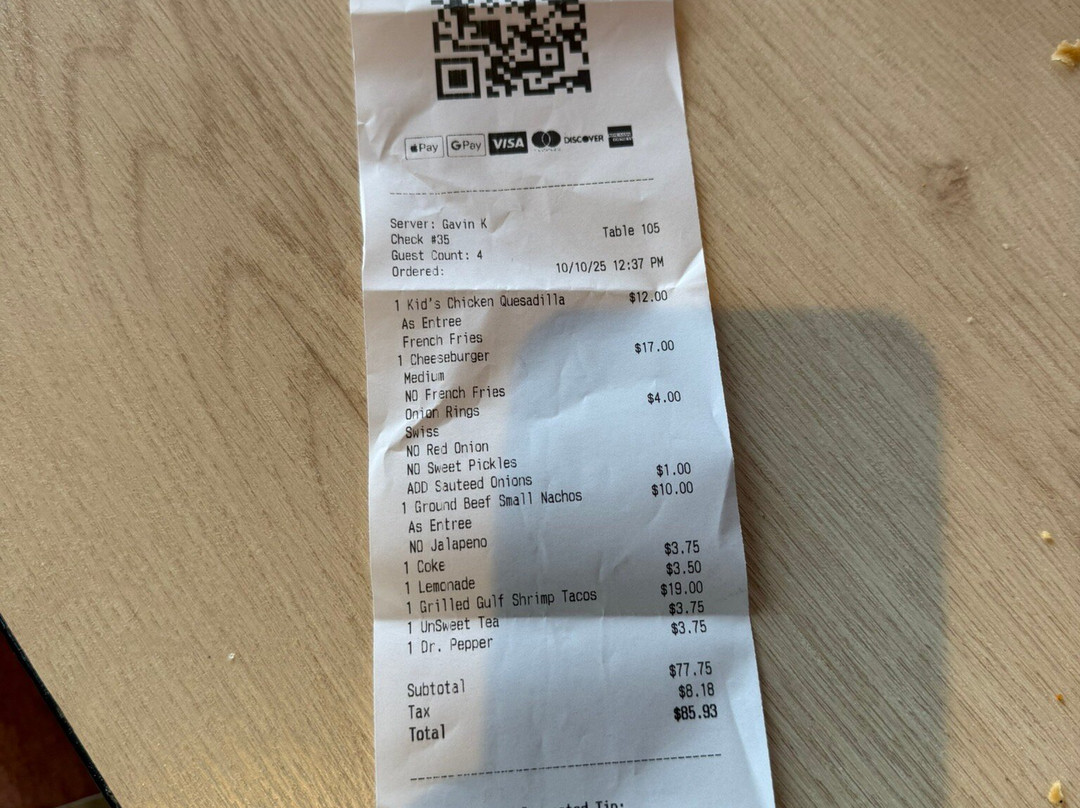 Pay G Pay VISA DISCOVER
Server: Gavin K
Check #35 Table 105
Guest Count: 4
Ordered: 10/10/25 12:37 PM
1 Kid's Chicken Quesadilla $12.00
As Entree
French Fries
1 Cheeseburger $17.00
Medium
NO French Fries
Onion Rings $4.00
Swiss
NO Red Onion
NO Sweet Pickles
ADD Sauteed Onions $1.00
1 Ground Beef Small Nachos $10.00
As Entree
NO Jalapeno
1 Coke $3.75
1 Lemonade $3.50
1 Grilled Gulf Shrimp Tacos $19.00
1 UnSweet Tea $3.75
1 Dr. Pepper $3.75
Subtotal $77.75
Tax $8.18
Total $85.93
Tip: